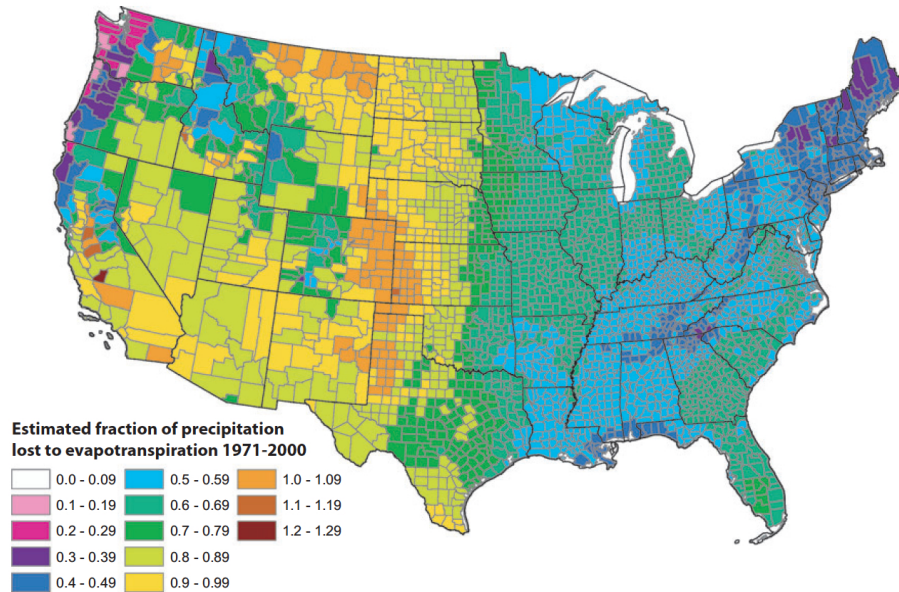 Estimated fraction of precipitation
lost to evapotranspiration 1971-2000
0.0 - 0.09
0.1 - 0.19
0.2 - 0.29
0.3 - 0.39
0.4 - 0.49
0.5 - 0.59
0.6 - 0.69
0.7 - 0.79
0.8 - 0.89
0.9 - 0.99
1.0 - 1.09
1.1 - 1.19
1.2 - 1.29